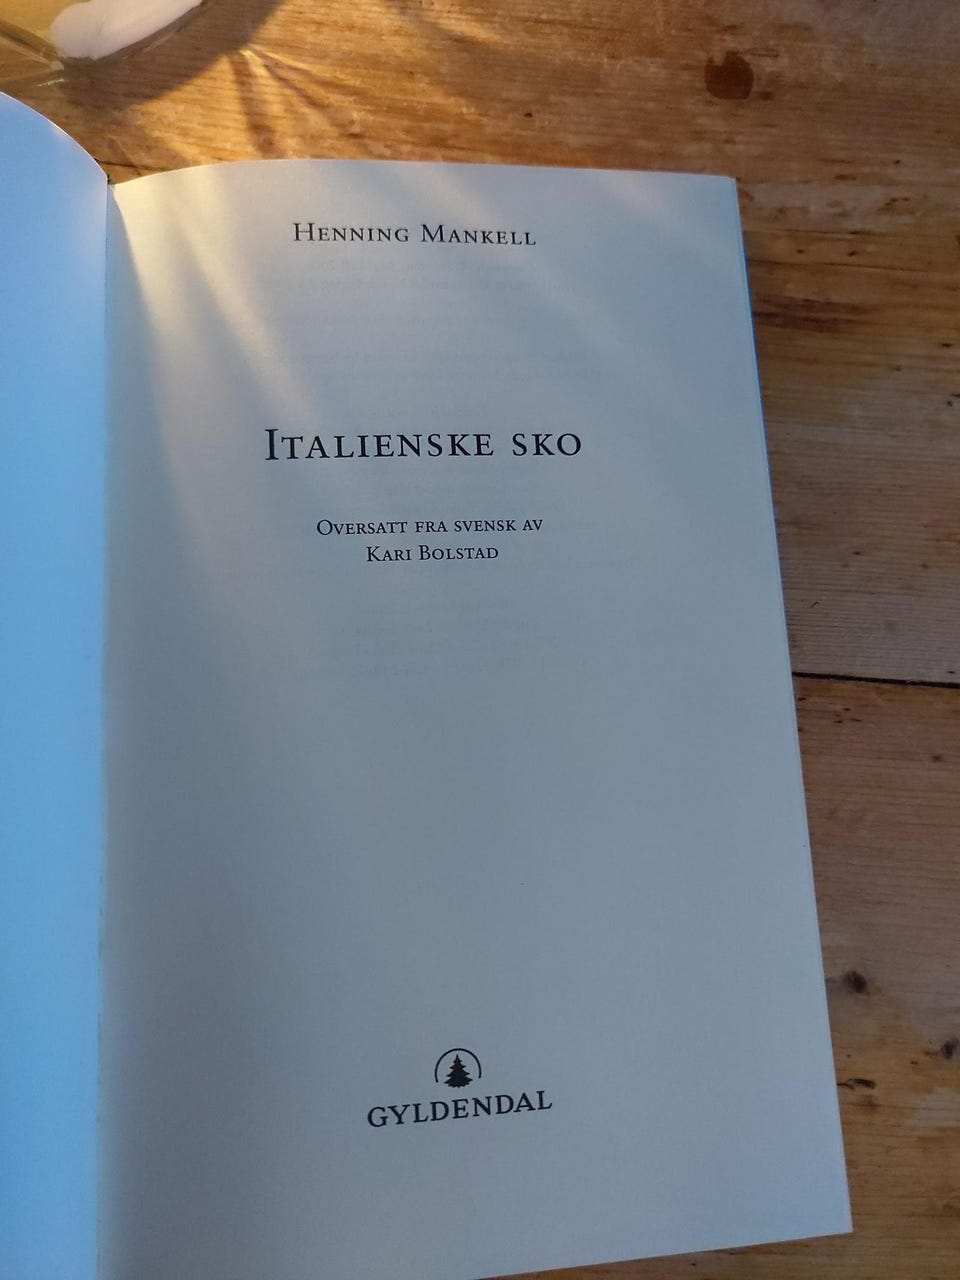 Henning Mankell
Italienske sko
Oversatt fra svensk av
Kari Bolstad
GYLDENDAL